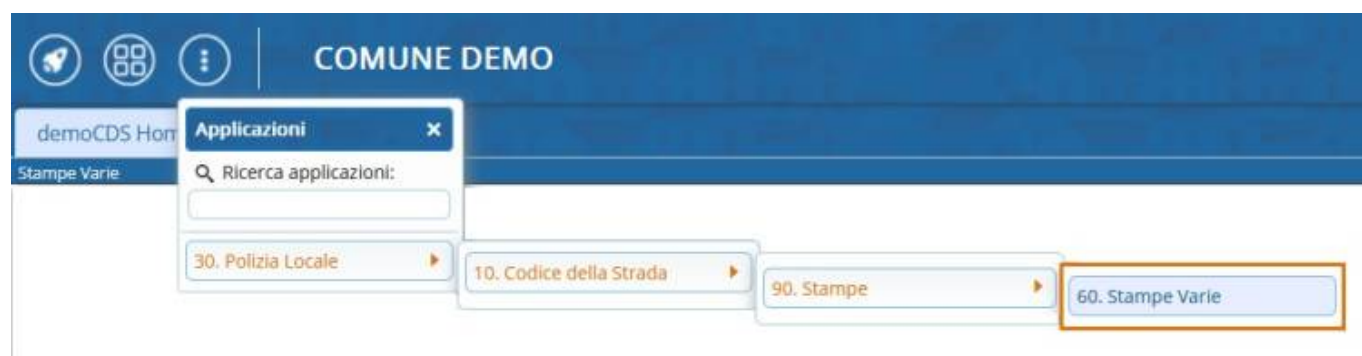 COMUNE DEMO
demoCDS Hom
Applicazioni ×
Stampe Varie
Ricerca applicazioni:
30. Polizia Locale
10. Codice della Strada
90. Stampe
60. Stampe Varie